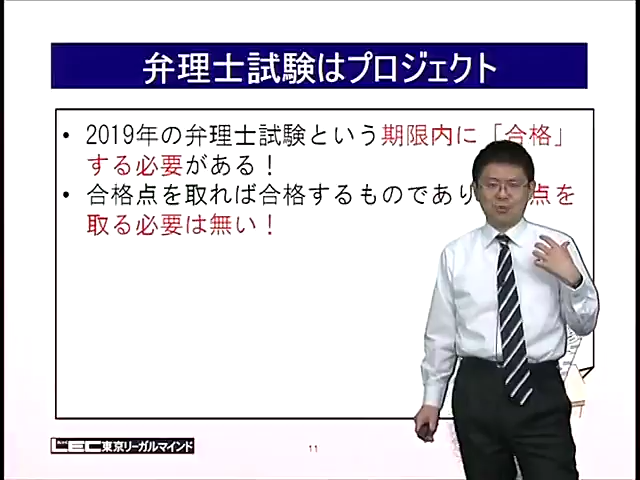 弁理士試験はプロジェクト
• 2019年の弁理士試験という期限内に「合格」
する必要がある！
• 合格点を取れば合格するものであり 点を
取る必要は無い！
LEC東京リーガルマインド
11